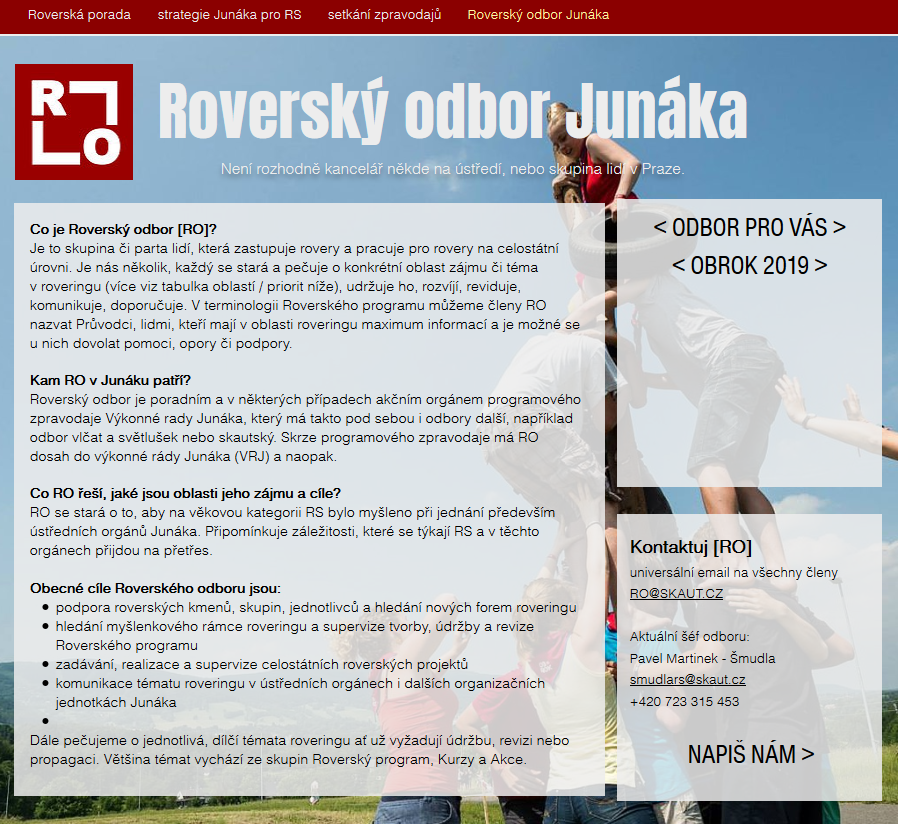 Roverská porada strategie Junáka pro RS setkání zpravodajů Roverský odbor Junáka
R
O
Roverský odbor Junáka
Není rozhodně kancelář někde na ústředí, nebo skupina lidí v Praze.
Co je Roverský odbor [RO]?
Je to skupina či parta lidí, která zastupuje rovery a pracuje pro rovery na celostátní
úrovni. Je nás několik, každý se stará a pečuje o konkrétní oblast zájmu či téma
v roveringu (více viz tabulka oblastí / priorit níže), udržuje ho, rozvíjí, reviduje,
komunikuje, doporučuje. V terminologii Roverského programu můžeme členy RO
nazvat Průvodci, lidmi, kteří mají v oblasti roveringu maximum informací a je možné se
u nich dovolat pomoci, opory či podpory.
Kam RO v Junáku patří?
Roverský odbor je poradním a v některých případech akčním orgánem programového
zpravodaje Výkonné rady Junáka, který má takto pod sebou i odbory další, například
odbor vlčat a světlušek nebo skautský. Skrze programového zpravodaje má RO
dosah do výkonné rády Junáka (VRJ) a naopak.
Co RO řeší, jaké jsou oblasti jeho zájmu a cíle?
RO se stará o to, aby na věkovou kategorii RS bylo myšleno při jednání především
ústředních orgánů Junáka. Připomínkuje záležitosti, které se týkají RS a v těchto
orgánech přijdou na přetřes.
Obecné cíle Roverského odboru jsou:
• podpora roverských kmenů, skupin, jednotlivců a hledání nových forem roveringu
• hledání myšlenkového rámce roveringu a supervize tvorby, údržby a revize
Roverského programu
• zadávání, realizace a supervize celostátních roverských projektů
• komunikace tématu roveringu v ústředních orgánech i dalších organizačních
jednotkách Junáka
•
Dále pečujeme o jednotlivá, dílčí témata roveringu ať už vyžadují údržbu, revizi nebo
propagaci. Většina témat vychází ze skupin Roverský program, Kurzy a Akce.
< ODBOR PRO VÁS >
< OBROK 2019 >
Kontaktuj [RO]
universální email na všechny členy
RO@SKAUT.CZ
Aktuální šéf odboru:
Pavel Martinek - Šmudla
smudlars@skaut.cz
+420 723 315 453
NAPIŠ NÁM >